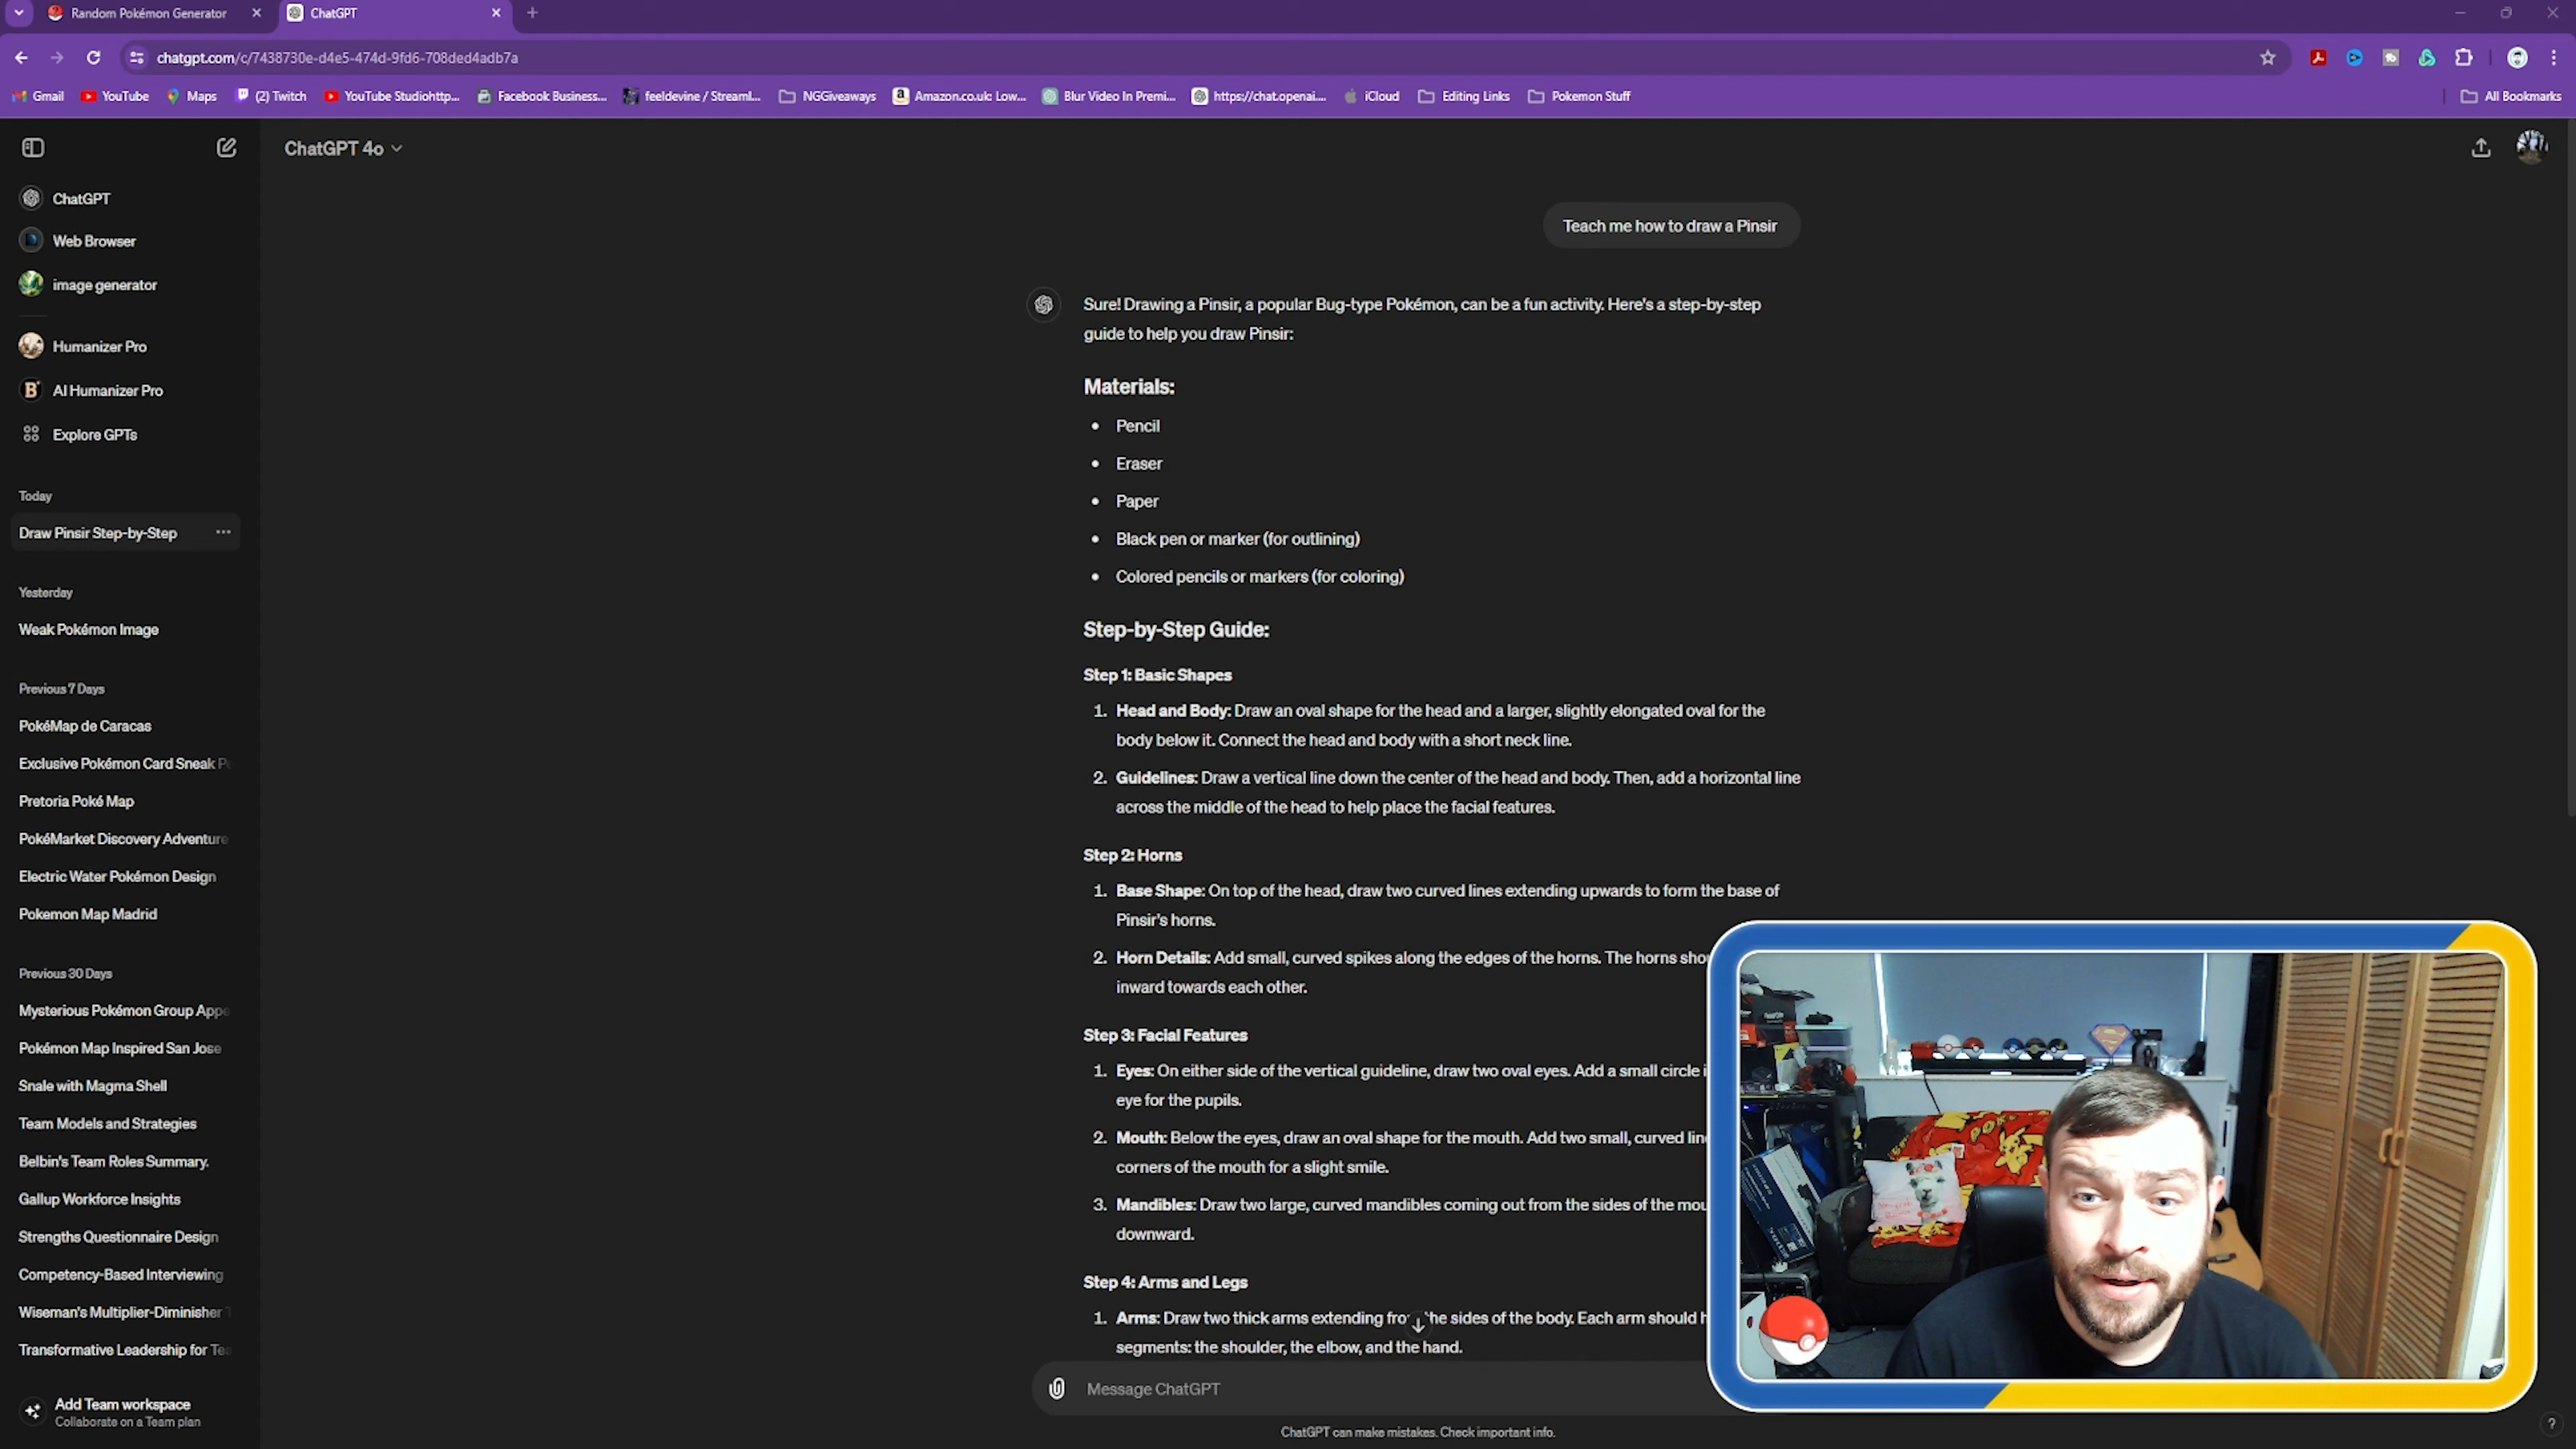 Random Pokémon Generator
ChatGPT
chatgpt.com/c/7438730e-d4e5-474d-9fd6-708ded4adb7a
Gmail
YouTube
Maps
(2) Twitch
YouTube Studiohttp...
Facebook Business...
feeldevine / Streaml...
NGGiveaways
Amazon.co.uk: Low...
Blur Video In Premi...
https://chat.openai....
iCloud
Editing Links
Pokemon Stuff
All Bookmarks
ChatGPT
Web Browser
image generator
Humanizer Pro
AI Humanizer Pro
Explore GPTs
Today
Draw Pinsir Step-by-Step
Yesterday
Weak Pokémon Image
Previous 7 Days
PokéMap de Caracas
Exclusive Pokémon Card Sneak
Pretoria Poké Map
PokéMarket Discovery Adventure
Electric Water Pokémon Design
Pokemon Map Madrid
Previous 30 Days
Mysterious Pokémon Group Appe
Pokémon Map Inspired San Jose
Snale with Magma Shell
Team Models and Strategies
Belbin's Team Roles Summary.
Gallup Workforce Insights
Strengths Questionnaire Design
Competency-Based Interviewing
Wiseman's Multiplier-Diminisher
Transformative Leadership for Tea
Add Team workspace
Collaborate on a Team plan
ChatGPT 4o
Teach me how to draw a Pinsir
Sure! Drawing a Pinsir, a popular Bug-type Pokémon, can be a fun activity. Here's a step-by-step
guide to help you draw Pinsir:
Materials:
• Pencil
• Eraser
• Paper
• Black pen or marker (for outlining)
• Colored pencils or markers (for coloring)
Step-by-Step Guide:
Step 1: Basic Shapes
1. Head and Body: Draw an oval shape for the head and a larger, slightly elongated oval for the
body below it. Connect the head and body with a short neck line.
2. Guidelines: Draw a vertical line down the center of the head and body. Then, add a horizontal line
across the middle of the head to help place the facial features.
Step 2: Horns
1. Base Shape: On top of the head, draw two curved lines extending upwards to form the base of
Pinsir's horns.
2. Horn Details: Add small, curved spikes along the edges of the horns. The horns shou
inward towards each other.
Step 3: Facial Features
1. Eyes: On either side of the vertical guideline, draw two oval eyes. Add a small circle i
eye for the pupils.
2. Mouth: Below the eyes, draw an oval shape for the mouth. Add two small, curved lin
corners of the mouth for a slight smile.
3. Mandibles: Draw two large, curved mandibles coming out from the sides of the mou
downward.
Step 4: Arms and Legs
1. Arms: Draw two thick arms extending fro the sides of the body. Each arm should h
segments: the shoulder, the elbow, and the hand.
Message ChatGPT
ChatGPT can make mistakes. Check important info.
?